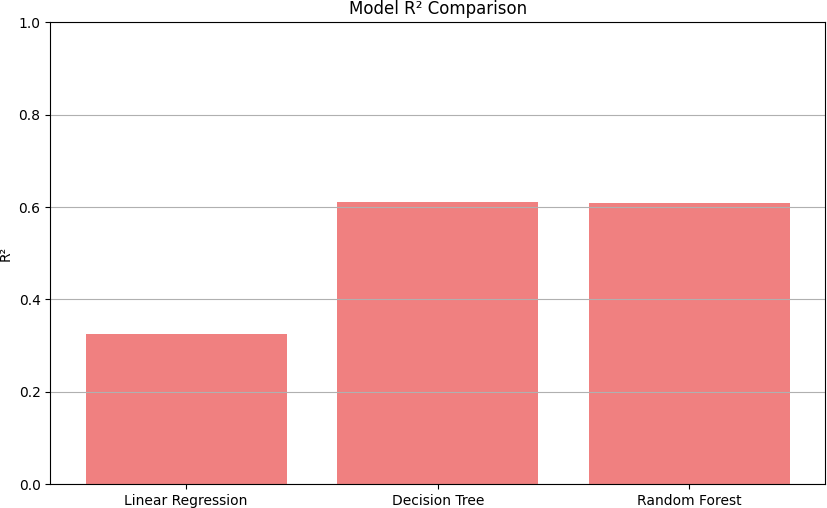 Model R² Comparison
1.0
0.8
0.6
0.4
0.2
0.0
R²
Linear Regression
Decision Tree
Random Forest